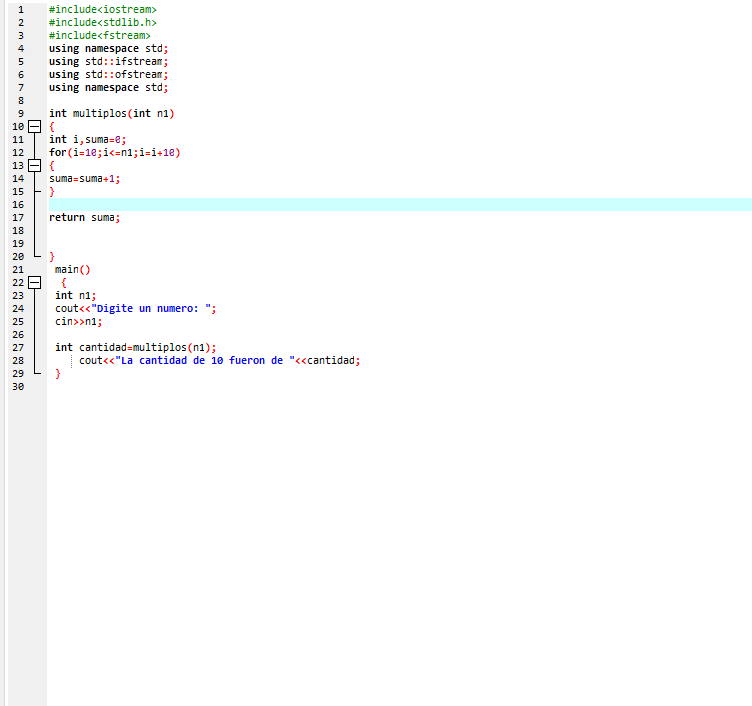 1 #include<iostream>
2 #include<stdlib.h>
3 #include<fstream>
4 using namespace std;
5 using std::ifstream;
6 using std::ofstream;
7 using namespace std;
8
9 int multiplos(int n1)
10 {
11 int i,suma=0;
12 for(i=10;i<=n1;i=i+10)
13 {
14 suma=suma+1;
15 }
16
17 return suma;
18
19
20 }
21 main()
22 {
23 int n1;
24 cout<<"Digite un numero: ";
25 cin>>n1;
26
27 int cantidad=multiplos(n1);
28 cout<<"La cantidad de 10 fueron de "<<cantidad;
29 }
30